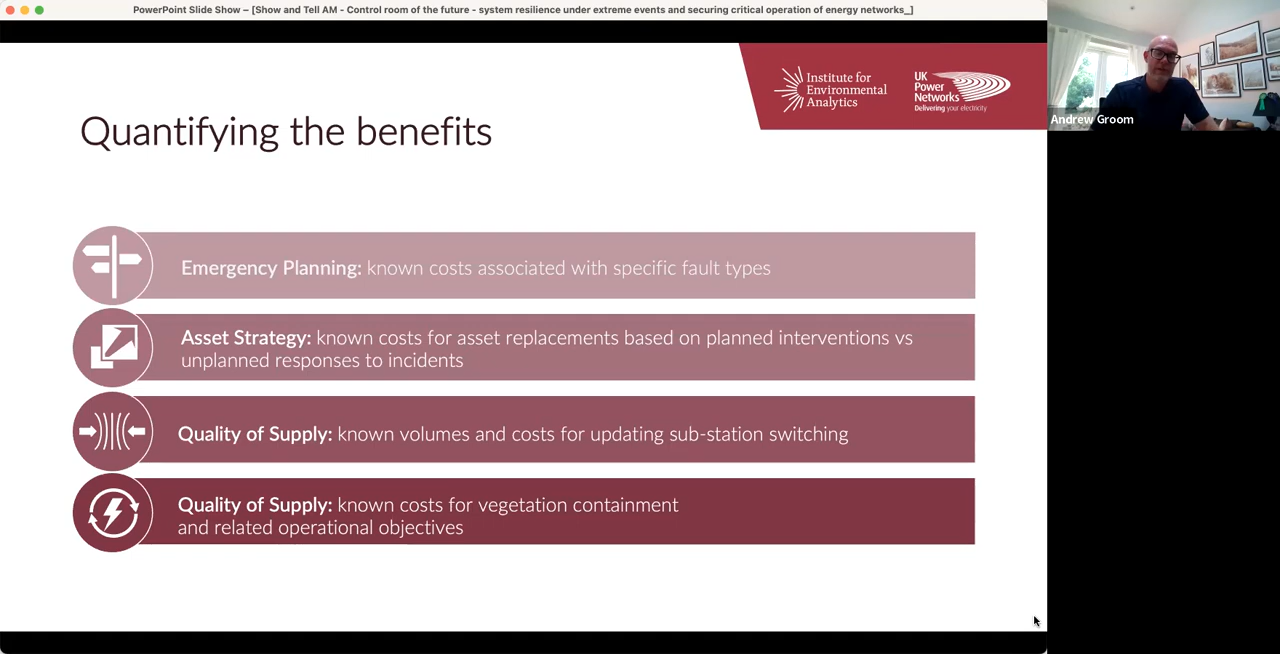 PowerPoint Slide Show – [Show and Tell AM - Control room of the future - system resilience under extreme events and securing critical operation of energy networks_]
Institute for
Environmental
Analytics
UK
Power
Networks
Delivering your electricity
Andrew Groom
Quantifying the benefits
Emergency Planning: known costs associated with specific fault types
Asset Strategy: known costs for asset replacements based on planned interventions vs
unplanned responses to incidents
Quality of Supply: known volumes and costs for updating sub-station switching
Quality of Supply: known costs for vegetation containment
and related operational objectives